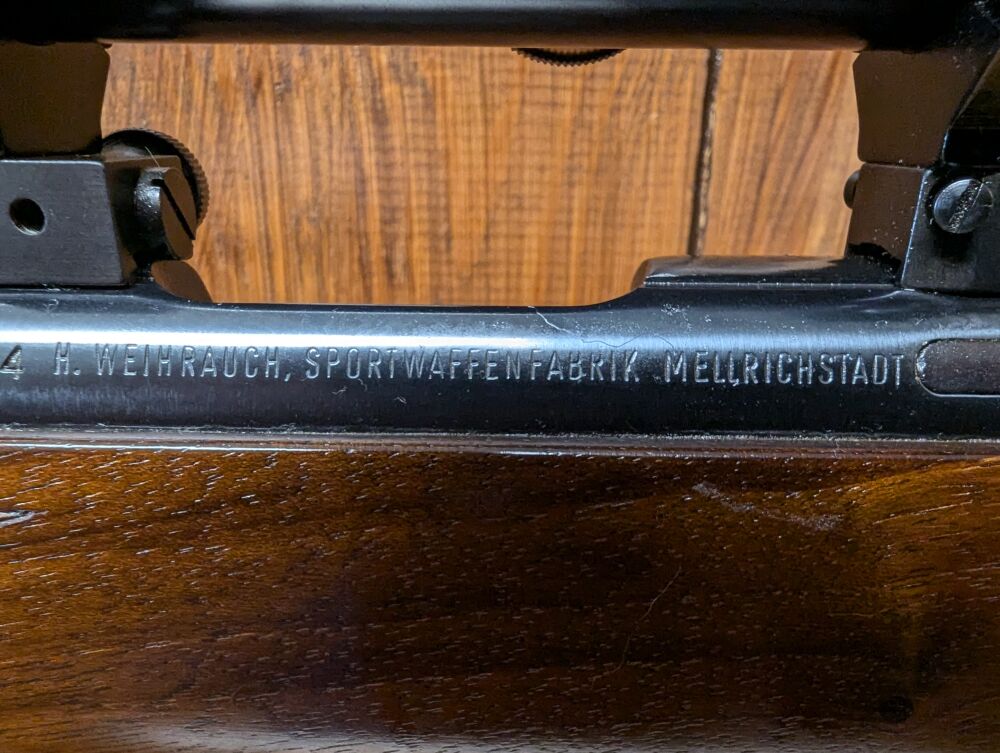 4 H. WEIHRAUCH, SPORTWAFFENFABRIK MELLRICHSTADT